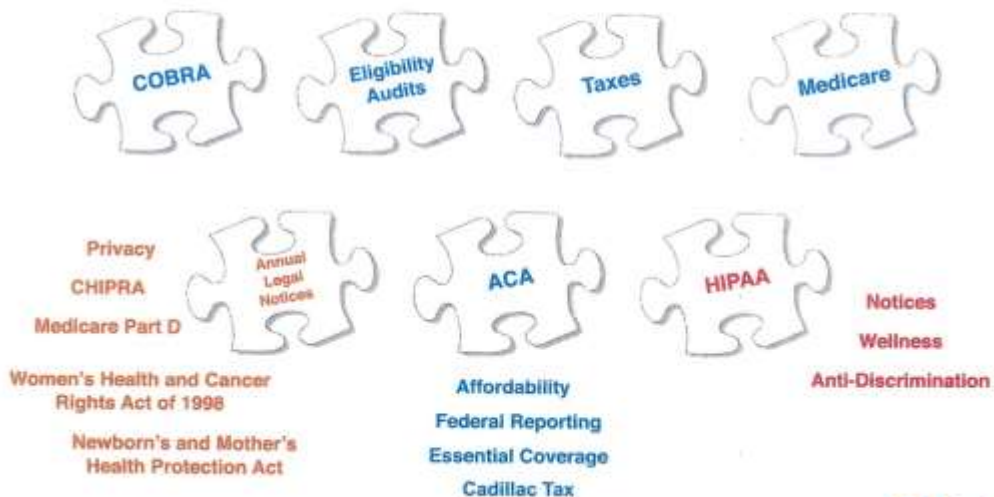 COBRA
Eligibility
Audits
Taxes
Medicare
Privacy
CHIPRA
Medicare Part D
Women's Health and Cancer
Rights Act of 1998
Newborn's and Mother's
Health Protection Act
Annual
Legal
Notices
ACA
Affordability
Federal Reporting
Essential Coverage
Cadillac Tax
HIPAA
Notices
Wellness
Anti-Discrimination